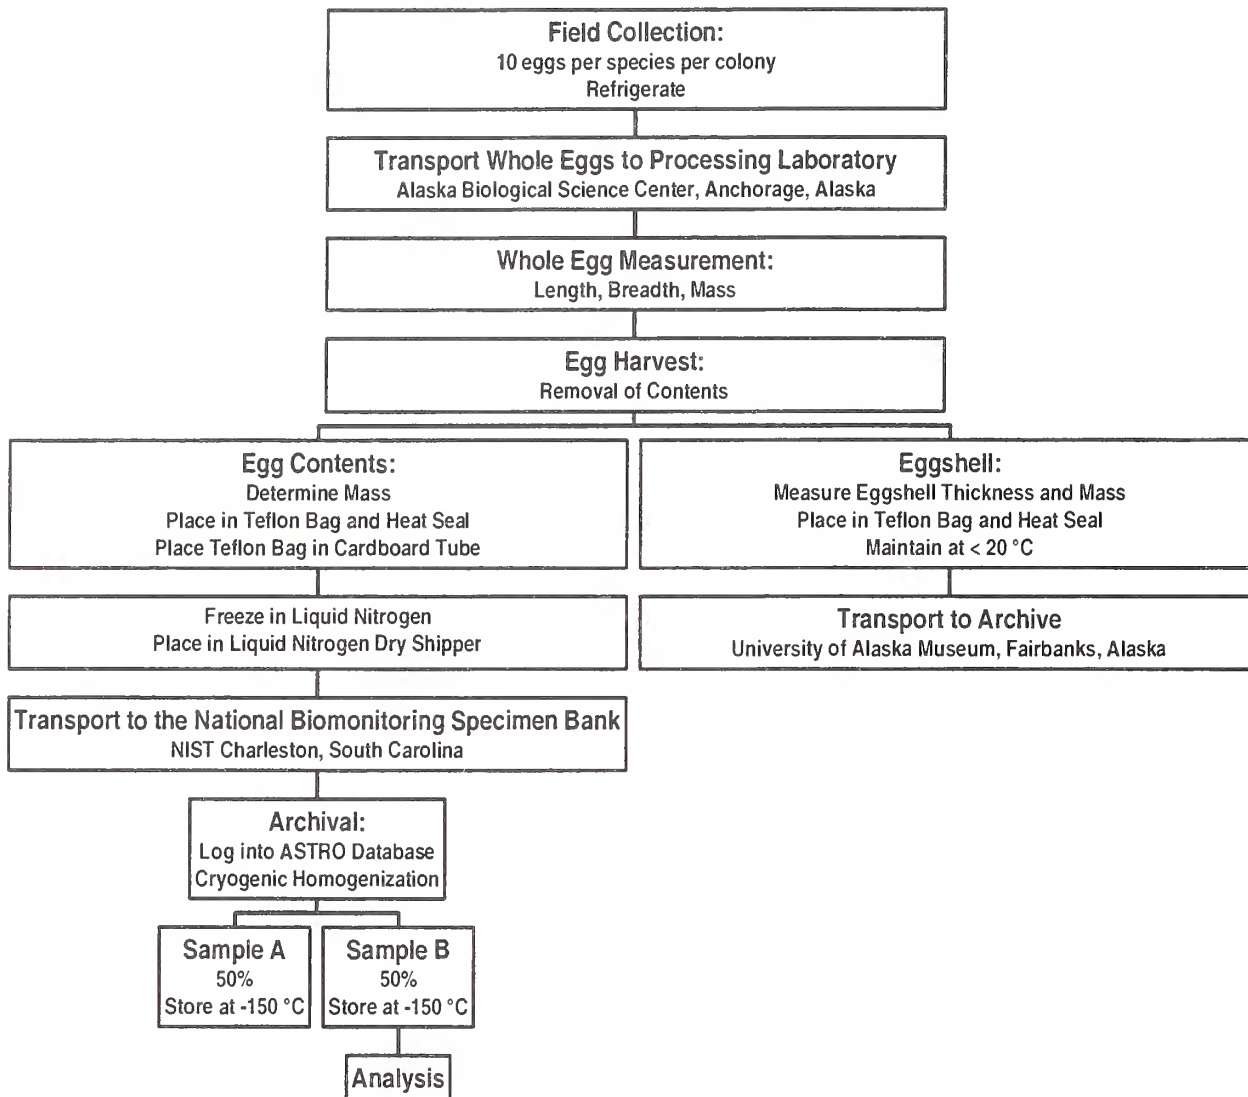 Field Collection:
10 eggs per species per colony
Refrigerate
Transport Whole Eggs to Processing Laboratory
Alaska Biological Science Center, Anchorage, Alaska
Whole Egg Measurement:
Length, Breadth, Mass
Egg Harvest:
Removal of Contents
Egg Contents:
Determine Mass
Place in Teflon Bag and Heat Seal
Place Teflon Bag in Cardboard Tube
Eggshell:
Measure Eggshell Thickness and Mass
Place in Teflon Bag and Heat Seal
Maintain at < 20 °C
Freeze in Liquid Nitrogen
Place in Liquid Nitrogen Dry Shipper
Transport to Archive
University of Alaska Museum, Fairbanks, Alaska
Transport to the National Biomonitoring Specimen Bank
NIST Charleston, South Carolina
Archival:
Log into ASTRO Database
Cryogenic Homogenization
Sample A
50%
Store at -150 °C
Sample B
50%
Store at -150 °C
Analysis